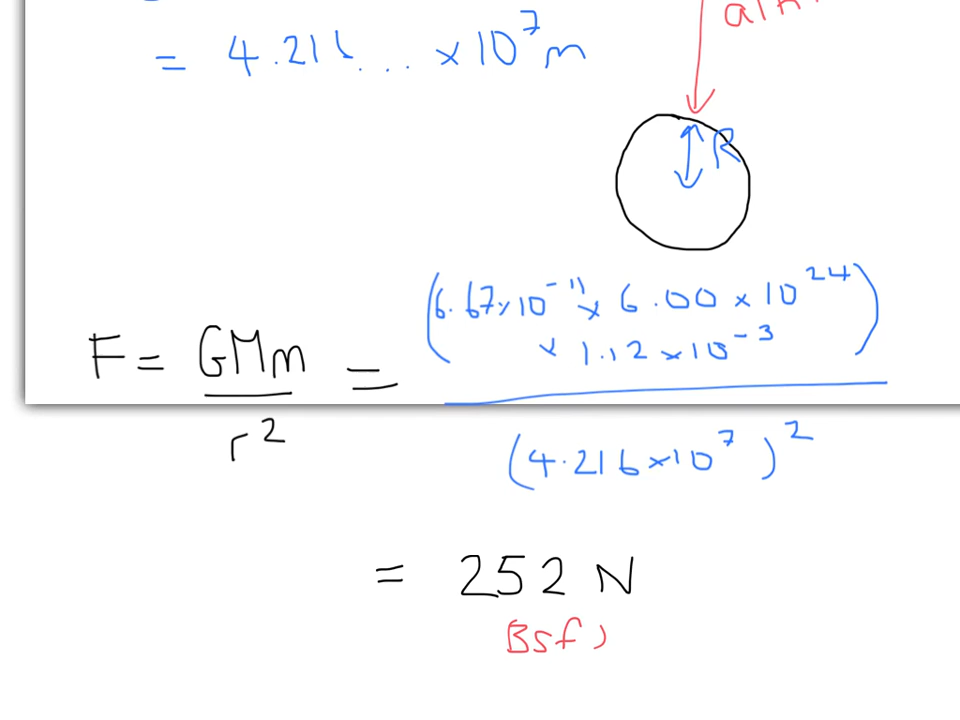 = 4.216... ×10⁷m
R
F = GMm / r² = (6.67×10⁻¹¹ × 6.00 × 10²⁴ × 1.12 ×10⁻³) / (4.216×10⁷)²
= 252 N
(3sf)